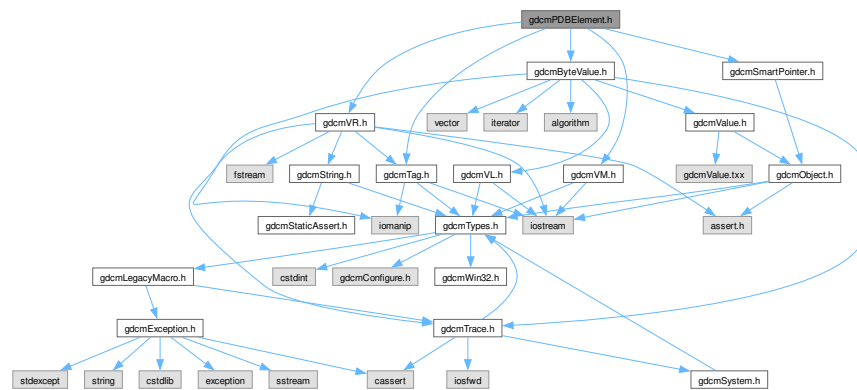 gdcmPDBElement.h
gdcmByteValue.h
gdcmSmartPointer.h
gdcmVR.h
vector
iterator
algorithm
gdcmValue.h
fstream
gdcmString.h
gdcmTag.h
gdcmVL.h
gdcmVM.h
gdcmValue.txx
gdcmObject.h
gdcmStaticAssert.h
iomanip
gdcmTypes.h
iostream
assert.h
gdcmLegacyMacro.h
cstdint
gdcmConfigure.h
gdcmWin32.h
gdcmException.h
gdcmTrace.h
stdexcept
string
cstdlib
exception
sstream
cassert
iosfwd
gdcmSystem.h